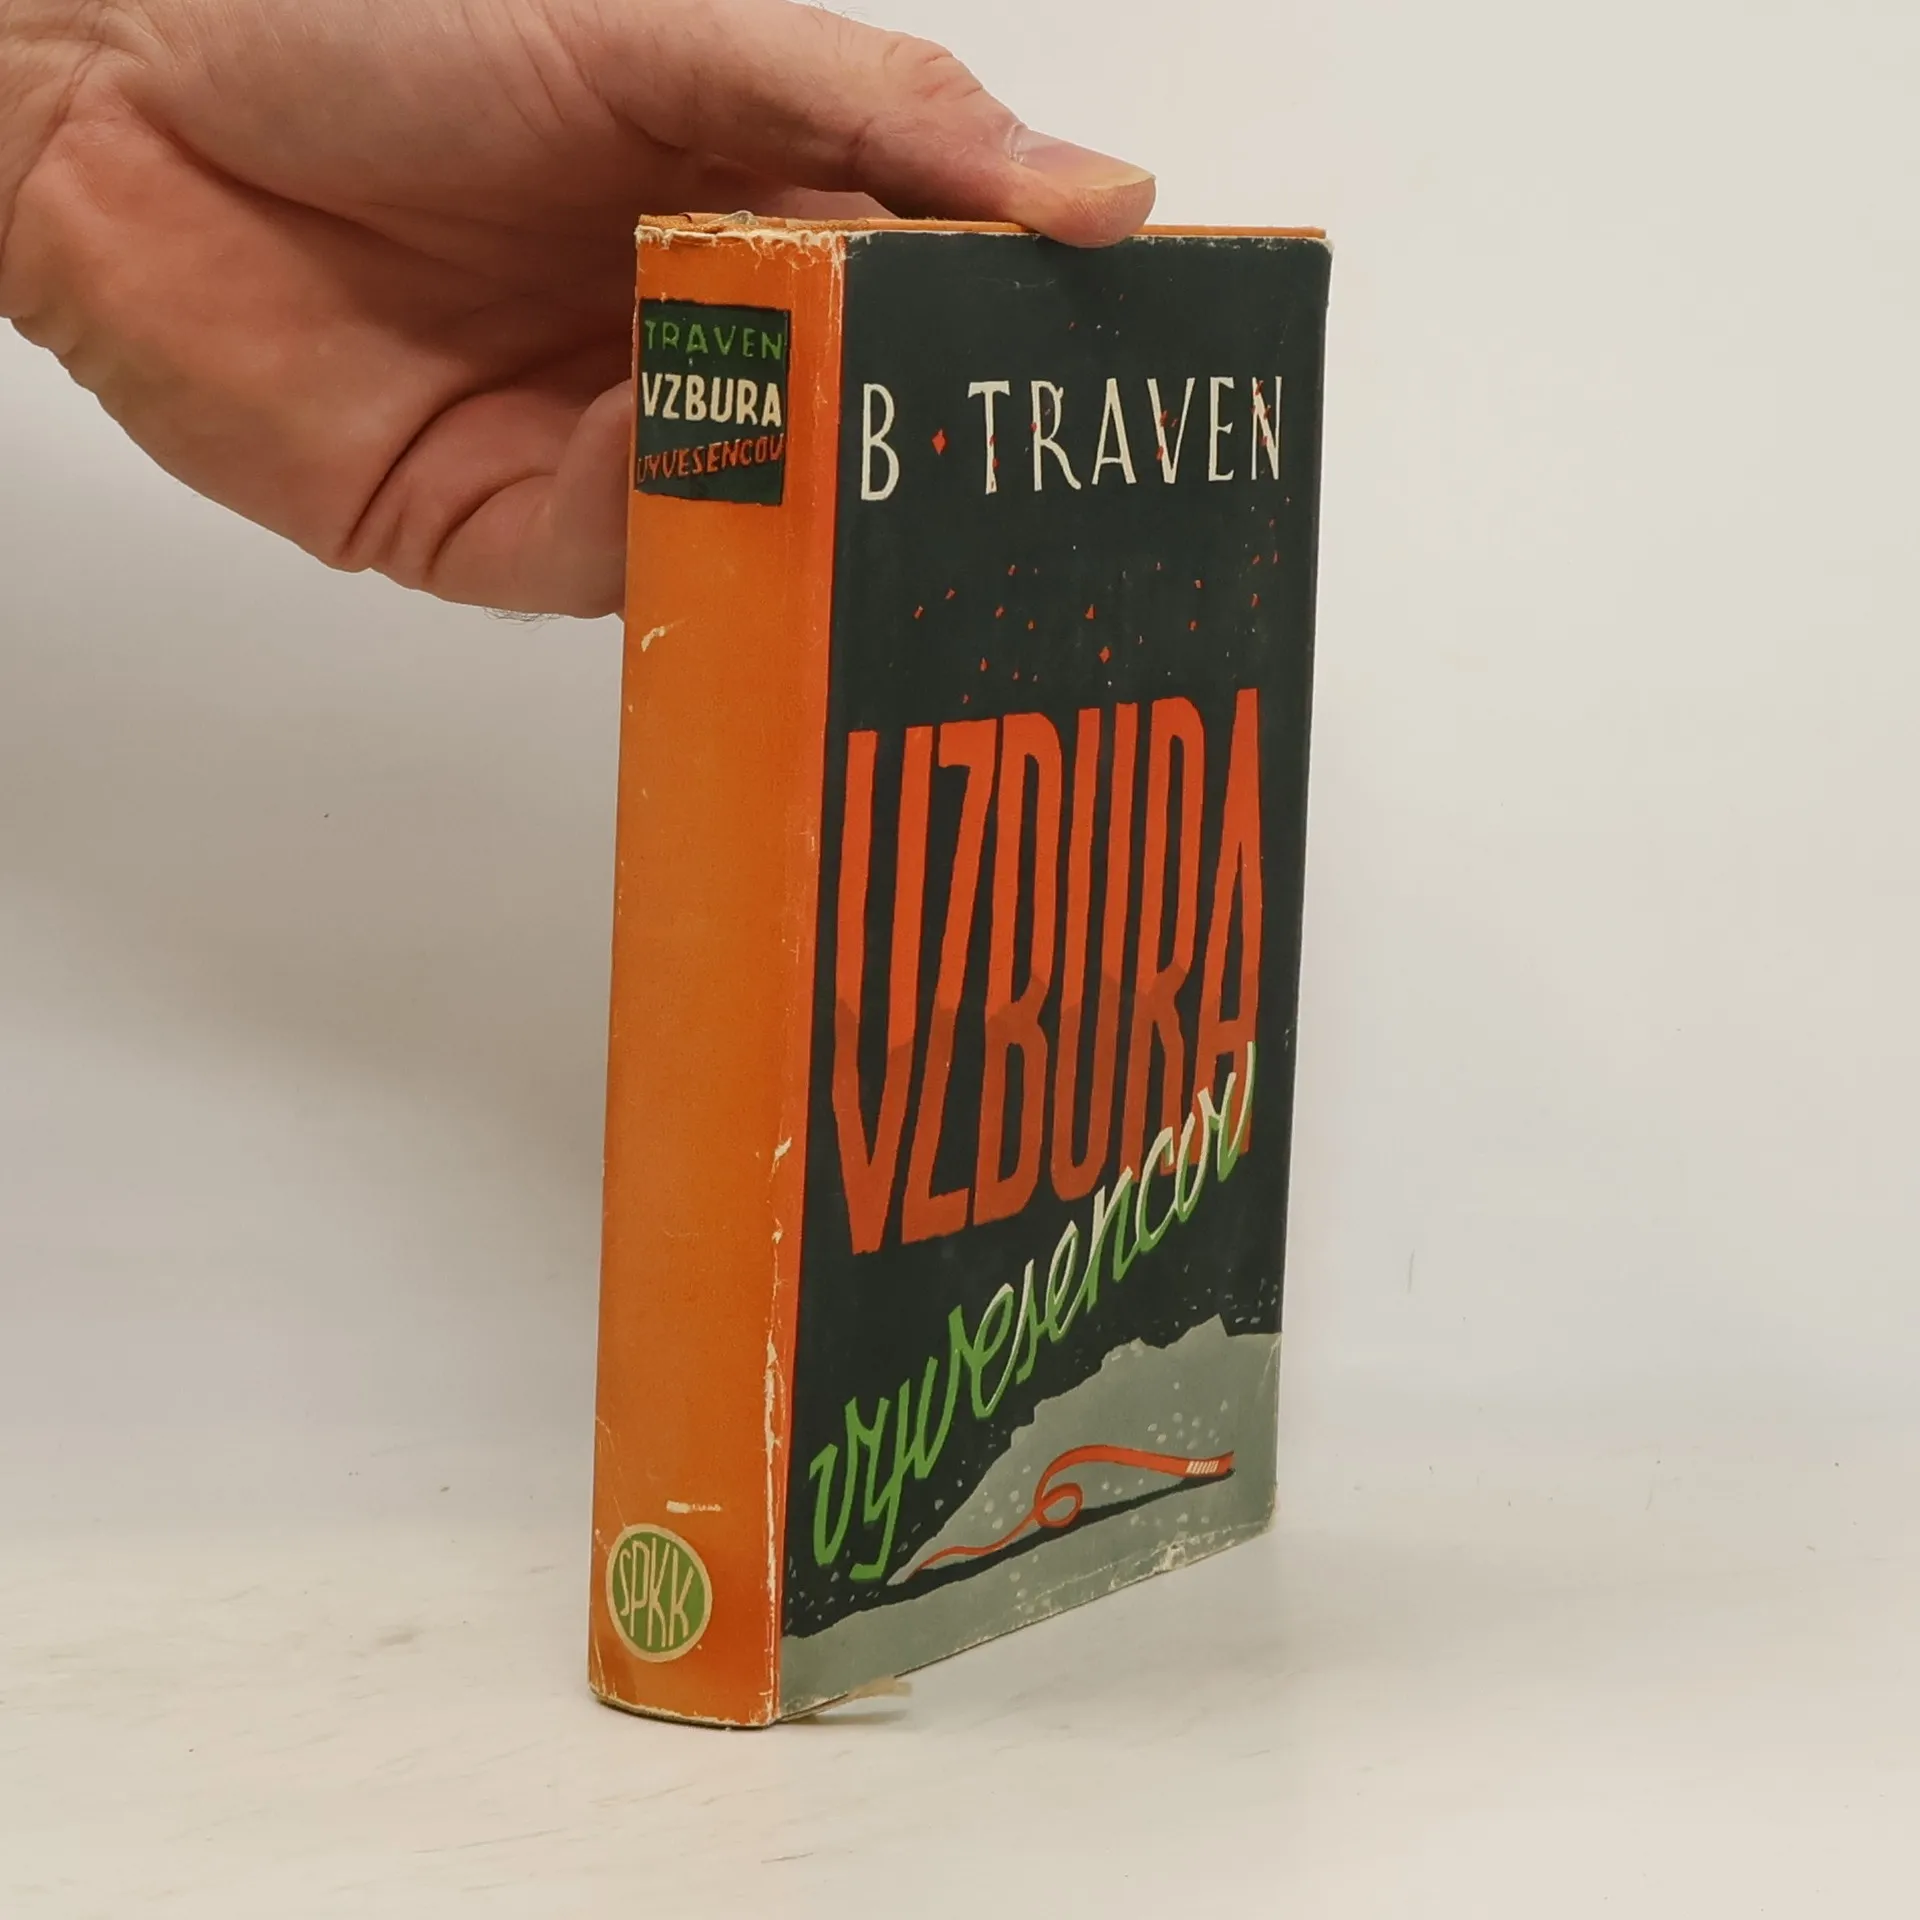 TRAVEN
VZBURA
VYVESENCOV
SPKK
B · TRAVEN
VZBURA
vyvesencov